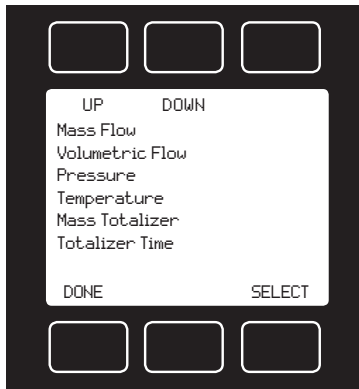 UP DOWN
Mass Flow
Volumetric Flow
Pressure
Temperature
Mass Totalizer
Totalizer Time
DONE SELECT